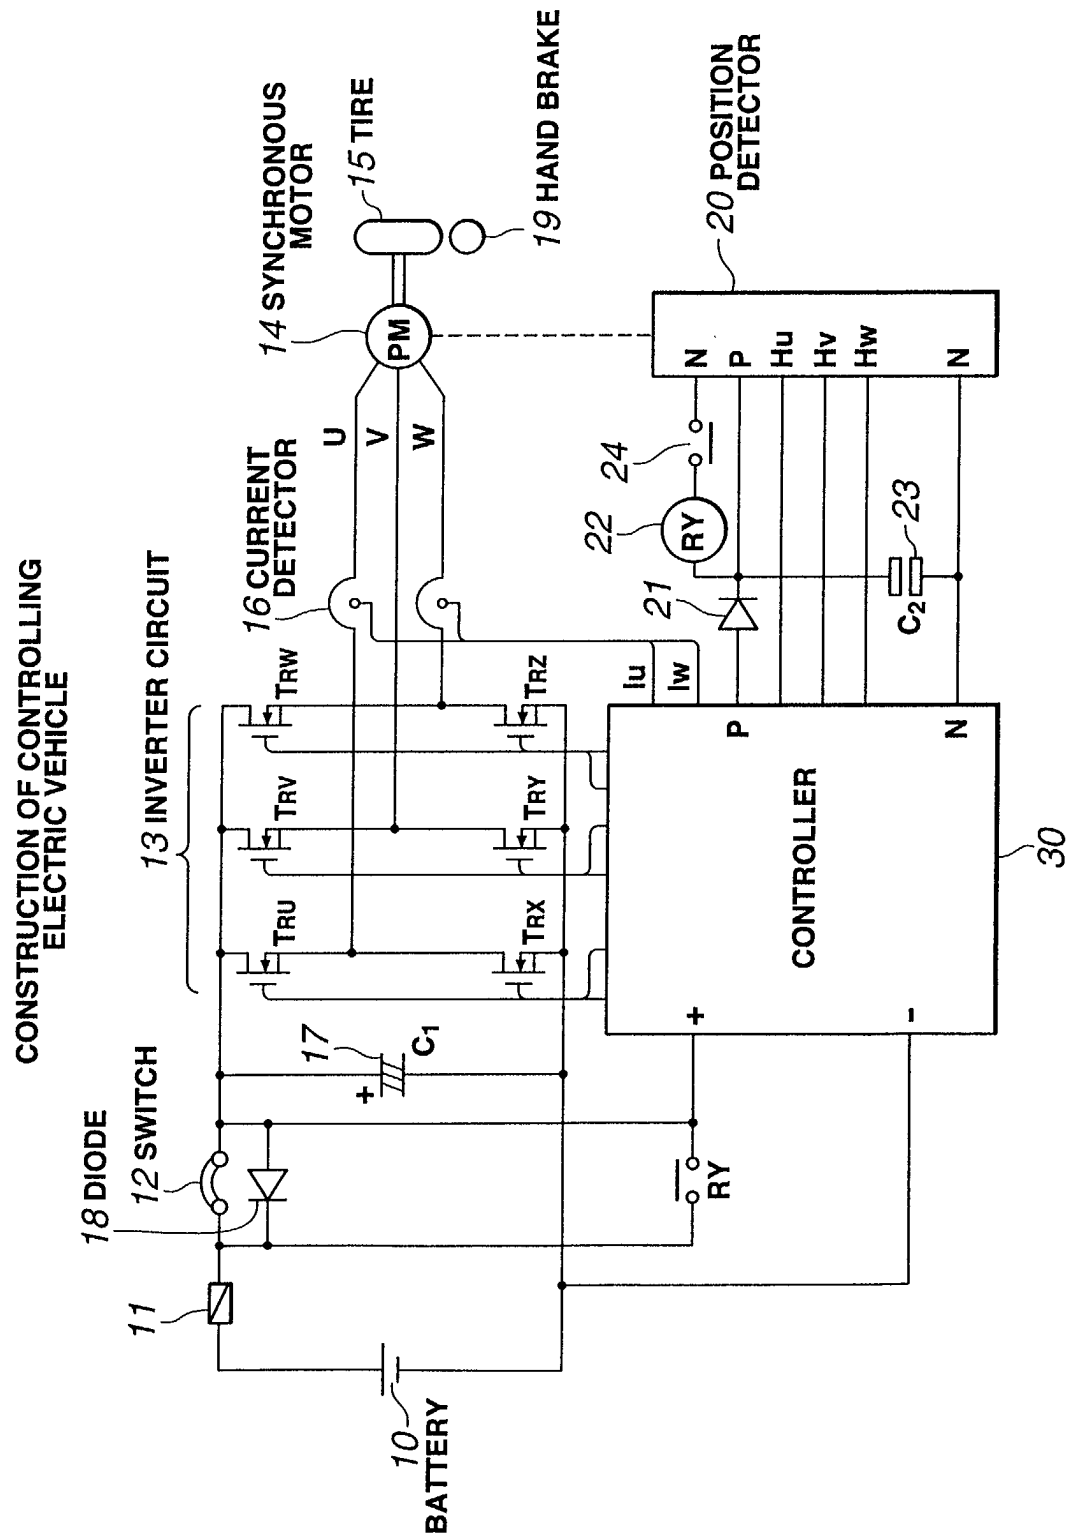 CONSTRUCTION OF CONTROLLING
ELECTRIC VEHICLE
18 DIODE
12 SWITCH
11
13 INVERTER CIRCUIT
16 CURRENT
DETECTOR
14 SYNCHRONOUS
MOTOR
15 TIRE
19 HAND BRAKE
17
+
C1
TRU
TRV
TRW
TRX
TRY
TRZ
U
V
W
PM
10
BATTERY
RY
+
-
CONTROLLER
30
Iu
Iw
P
N
21
22
RY
24
C2
23
N
P
Hu
Hv
Hw
N
20 POSITION
DETECTOR